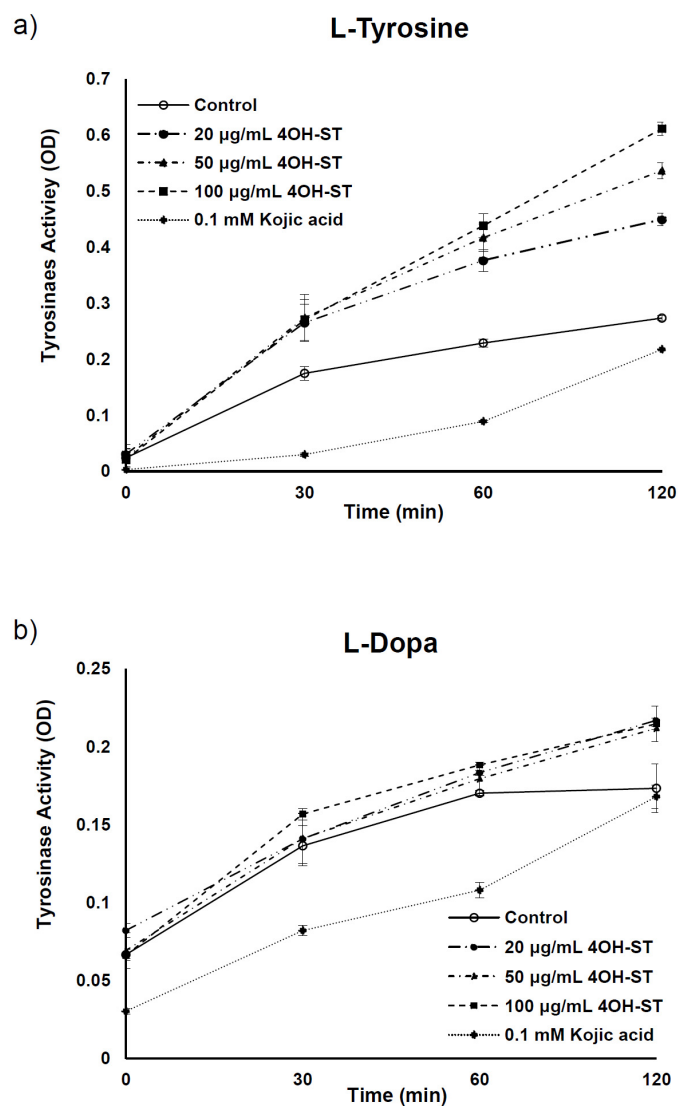 a)
L-Tyrosine
Tyrosinaes Activiey (OD)
0.7
0.6
0.5
0.4
0.3
0.2
0.1
0
Control
20 µg/mL 4OH-ST
50 µg/mL 4OH-ST
100 µg/mL 4OH-ST
0.1 mM Kojic acid
0 30 60 120
Time (min)
b)
L-Dopa
Tyrosinase Activity (OD)
0.25
0.2
0.15
0.1
0.05
0
Control
20 µg/mL 4OH-ST
50 µg/mL 4OH-ST
100 µg/mL 4OH-ST
0.1 mM Kojic acid
0 30 60 120
Time (min)